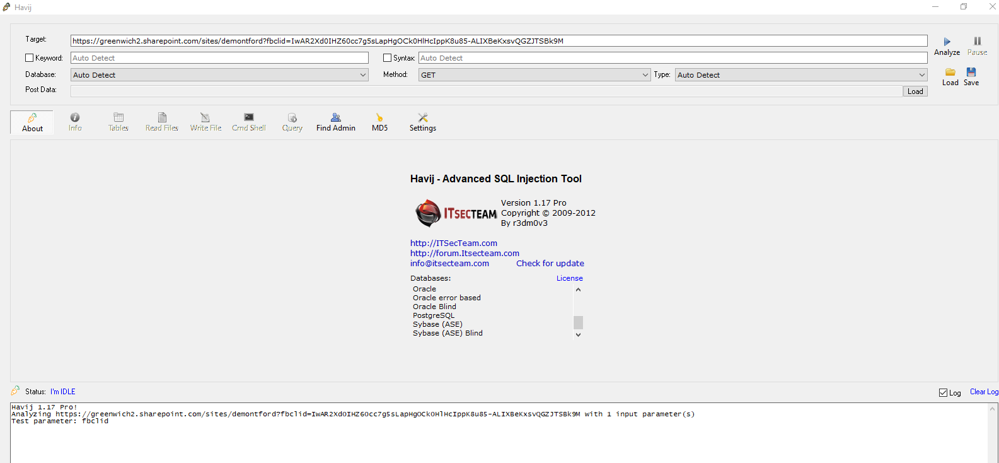 Havij
Target: https://greenwich2.sharepoint.com/sites/demontford?fbclid=IwAR2Xd0IHZ60cc7g5sLapHgOCk0HlHcIppK8u85-ALIXBeKxsvQGZJTSBk9M
Analyze Pause
Keyword: Auto Detect Syntax: Auto Detect
Database: Auto Detect Method: GET Type: Auto Detect
Load Save
Post Data: Load
About Info Tables Read Files Write File Cmd Shell Query Find Admin MD5 Settings
Havij - Advanced SQL Injection Tool
ITSECTEAM
Version 1.17 Pro
Copyright © 2009-2012
By r3dm0v3
http://ITSecTeam.com
http://forum.Itsecteam.com
info@itsecteam.com Check for update
Databases: License
Oracle
Oracle error based
Oracle Blind
PostgreSQL
Sybase (ASE)
Sybase (ASE) Blind
Status: I'm IDLE Log Clear Log
Havij 1.17 Pro!
Analyzing https://greenwich2.sharepoint.com/sites/demontford?fbclid=IwAR2Xd0IHZ60cc7g5sLapHgOCk0HlHcIppK8u85-ALIXBeKxsvQGZJTSBk9M with 1 input parameter(s)
Test parameter: fbclid